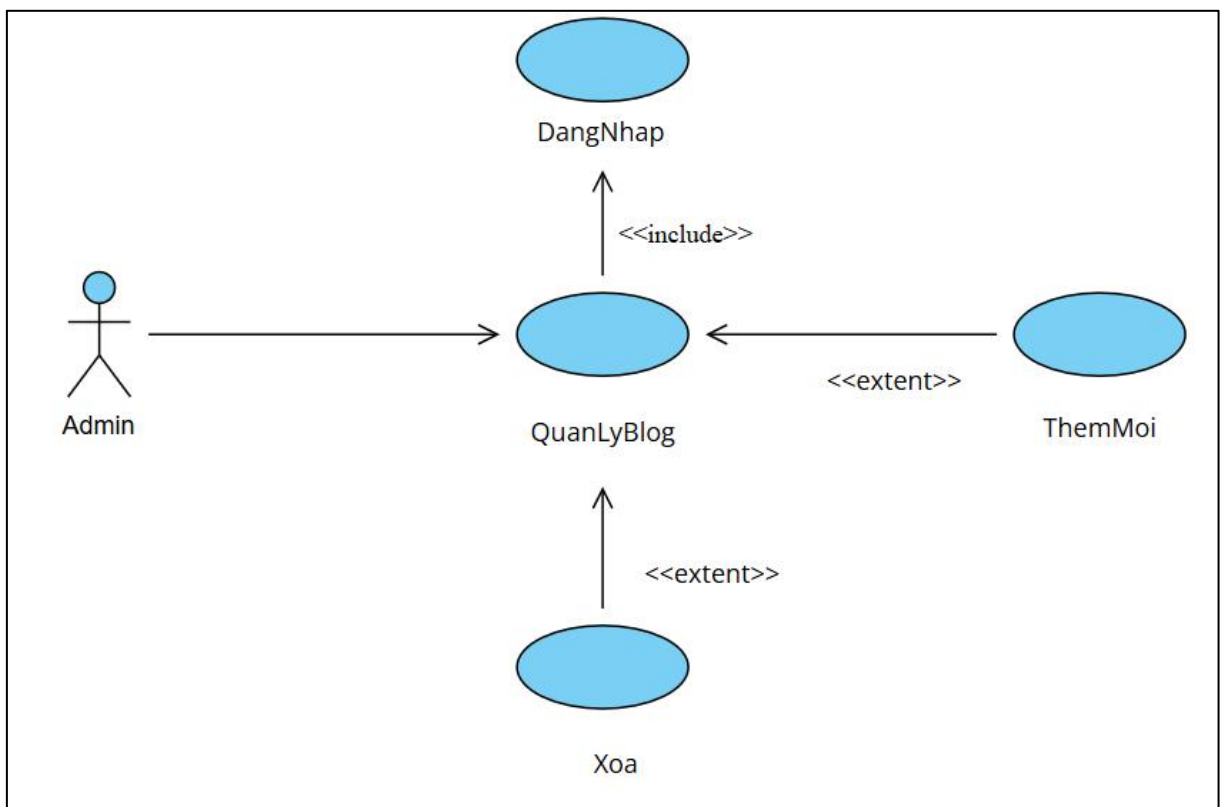 DangNhap
<<include>>
Admin
QuanLyBlog
<<extent>>
ThemMoi
<<extent>>
Xoa